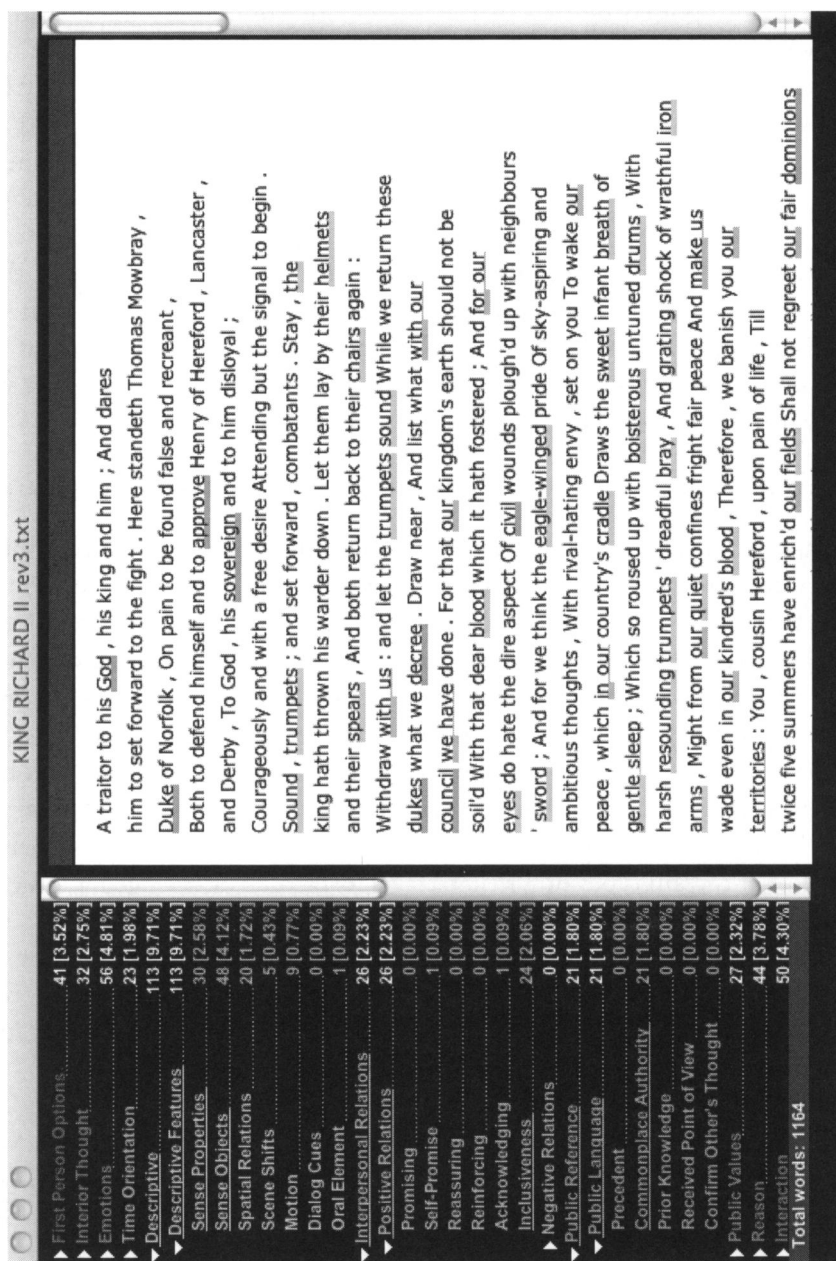 KING RICHARD II rev3.txt
First Person Options 41 [3.52%]
Interior Thought 32 [2.75%]
Emotions 56 [4.81%]
Time Orientation 23 [1.98%]
Descriptive 113 [9.71%]
Descriptive Features 113 [9.71%]
Sense Properties 30 [2.58%]
Sense Objects 48 [4.12%]
Spatial Relations 20 [1.72%]
Scene Shifts 5 [0.43%]
Motion 9 [0.77%]
Dialog Cues 0 [0.00%]
Oral Element 1 [0.09%]
Interpersonal Relations 26 [2.23%]
Positive Relations 26 [2.23%]
Promising 0 [0.00%]
Self-Promise 1 [0.09%]
Reassuring 0 [0.00%]
Reinforcing 0 [0.00%]
Acknowledging 1 [0.09%]
Inclusiveness 24 [2.06%]
Negative Relations 0 [0.00%]
Public Reference 21 [1.80%]
Public Language 21 [1.80%]
Precedent 0 [0.00%]
Commonplace Authority 21 [1.80%]
Prior Knowledge 0 [0.00%]
Received Point of View 0 [0.00%]
Confirm Other's Thought 0 [0.00%]
Public Values 27 [2.32%]
Reason 44 [3.78%]
Interaction 50 [4.30%]
Total words: 1164
A traitor to his God , his king and him ; And dares
him to set forward to the fight . Here standeth Thomas Mowbray ,
Duke of Norfolk , On pain to be found false and recreant ,
Both to defend himself and to approve Henry of Hereford , Lancaster ,
and Derby , To God , his sovereign and to him disloyal ;
Courageously and with a free desire Attending but the signal to begin .
Sound , trumpets ; and set forward , combatants . Stay , the
king hath thrown his warder down . Let them lay by their helmets
and their spears , And both return back to their chairs again :
Withdraw with us : and let the trumpets sound While we return these
dukes what we decree . Draw near , And list what with our
council we have done . For that our kingdom's earth should not be
soil'd With that dear blood which it hath fostered ; And for our
eyes do hate the dire aspect Of civil wounds plough'd up with neighbours
' sword ; And for we think the eagle-winged pride Of sky-aspiring and
ambitious thoughts , With rival-hating envy , set on you To wake our
peace , which in our country's cradle Draws the sweet infant breath of
gentle sleep ; Which so roused up with boisterous untuned drums , With
harsh resounding trumpets ' dreadful bray , And grating shock of wrathful iron
arms , Might from our quiet confines fright fair peace And make us
wade even in our kindred's blood , Therefore , we banish you our
territories : You , cousin Hereford , upon pain of life , Till
twice five summers have enrich'd our fields Shall not regreet our fair dominions